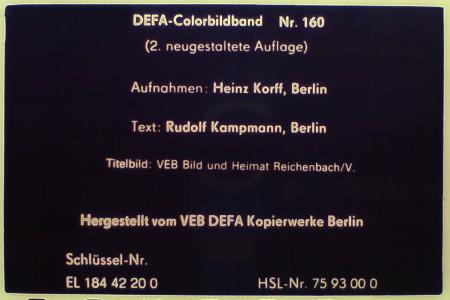 DEFA-Colorbildband Nr. 160
(2. neugestaltete Auflage)
Aufnahmen: Heinz Korff, Berlin
Text: Rudolf Kampmann, Berlin
Titelbild: VEB Bild und Heimat Reichenbach/V.
Hergestellt vom VEB DEFA Kopierwerke Berlin
Schlüssel-Nr.
EL 184 42 20 0 HSL-Nr. 75 93 00 0